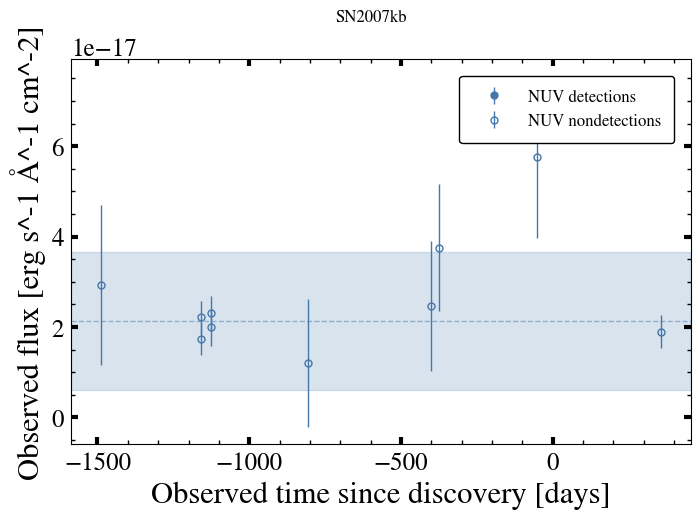 SN2007kb
1e−17
NUV detections
NUV nondetections
6
4
2
0
Observed flux [erg s^-1 Å^-1 cm^-2]
−1500
−1000
−500
0
Observed time since discovery [days]